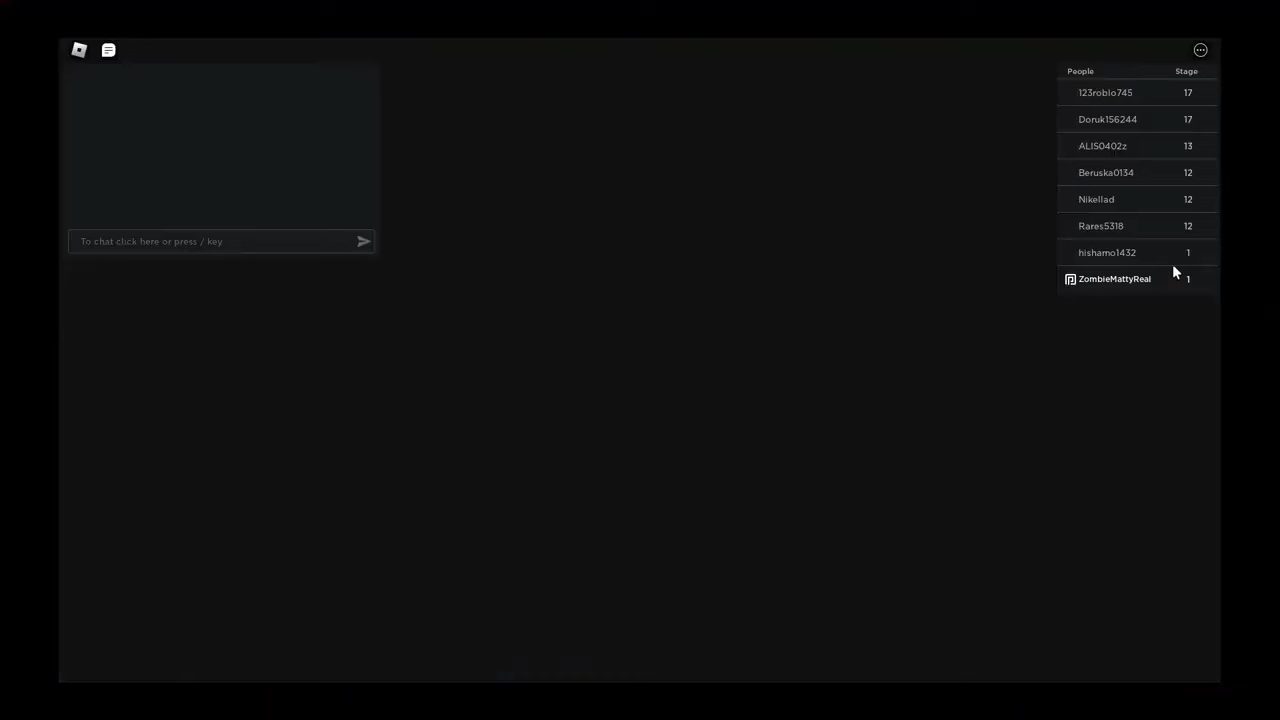 People Stage
123roblo745 17
Doruk156244 17
ALIS0402z 13
Beruska0134 12
Nikellad 12
Rares5318 12
hishamo1432 1
ZombieMattyReal 1
To chat click here or press / key